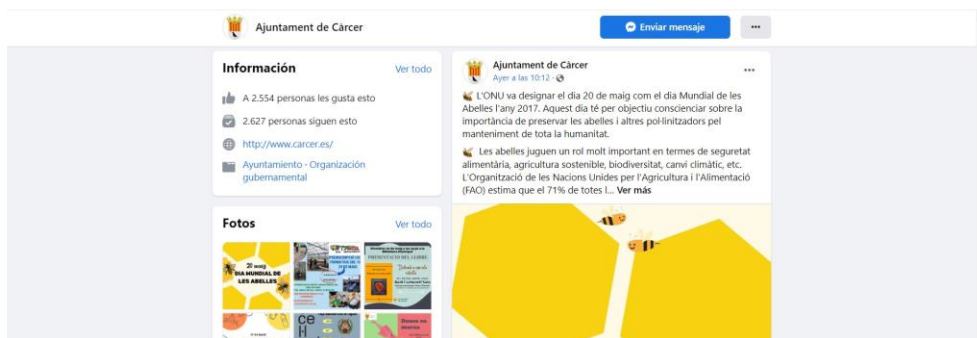 Ajuntament de Càrcer
Enviar mensaje
Información
Ver todo
A 2.554 personas les gusta esto
2.627 personas siguen esto
http://www.carcer.es/
Ayuntamiento · Organización
gubernamental
Fotos
Ver todo
20 maig
DIA MUNDIAL DE
LES ABELLES
PRESENTACIÓ DEL LLIBRE
Ajuntament de Càrcer
Ayer a las 10:12 ·
L'ONU va designar el dia 20 de maig com el dia Mundial de les
Abelles l'any 2017. Aquest dia té per objectiu conscienciar sobre la
importància de preservar les abelles i altres pol·linitzadors pel
manteniment de tota la humanitat.
Les abelles juguen un rol molt important en termes de seguretat
alimentària, agricultura sostenible, biodiversitat, canvi climàtic, etc.
L'Organització de les Nacions Unides per l'Agricultura i l'Alimentació
(FAO) estima que el 71% de totes l... Ver más